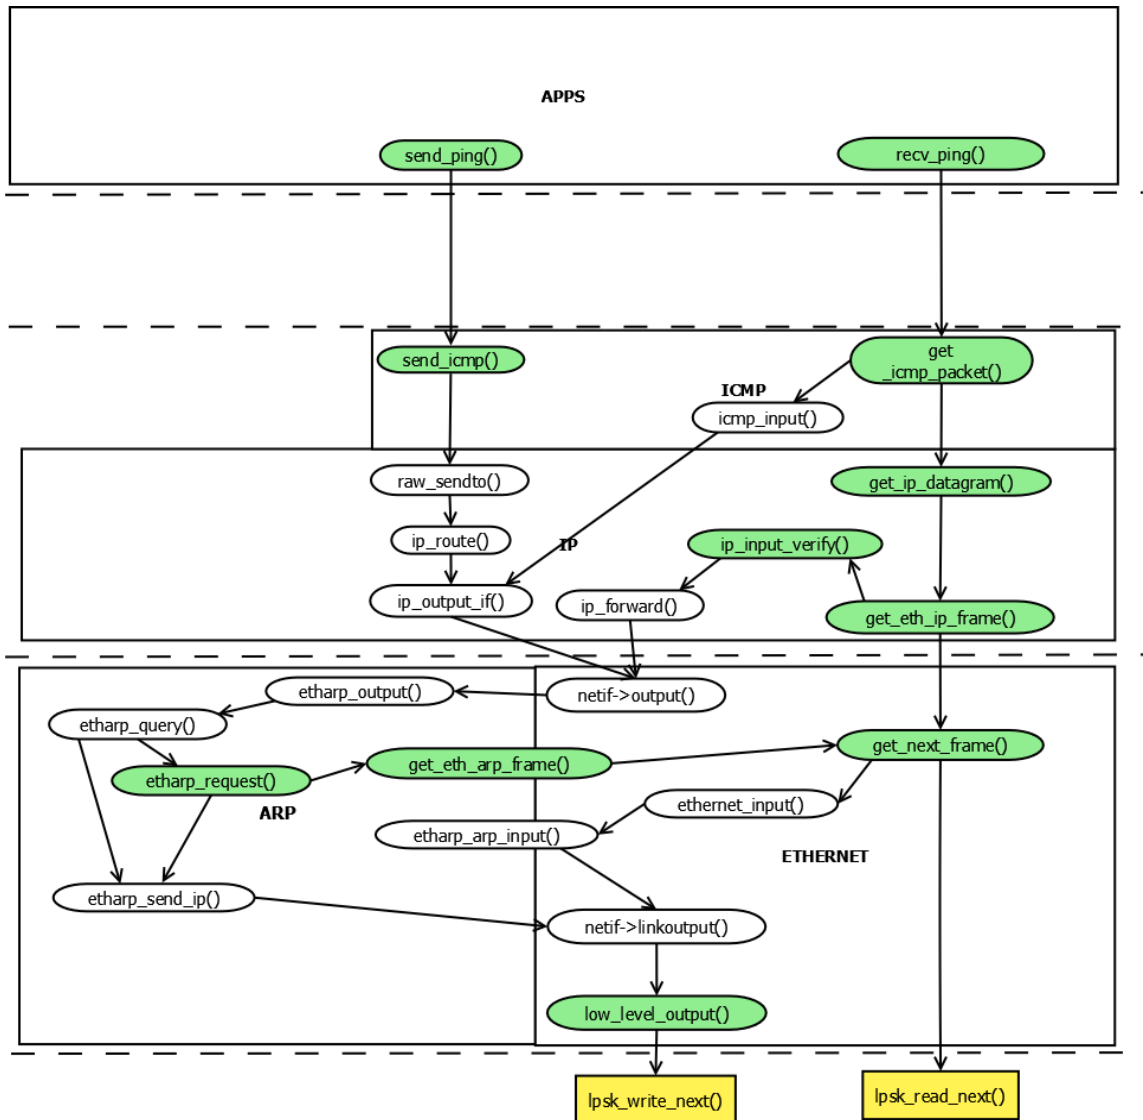 APPS
send_ping()
recv_ping()
send_icmp()
get
_icmp_packet()
ICMP
icmp_input()
raw_sendto()
get_ip_datagram()
ip_route()
IP
ip_input_verify()
ip_output_if()
ip_forward()
get_eth_ip_frame()
etharp_output()
netif->output()
etharp_query()
get_next_frame()
etharp_request()
get_eth_arp_frame()
ARP
ethernet_input()
etharp_arp_input()
ETHERNET
etharp_send_ip()
netif->linkoutput()
low_level_output()
lpsk_write_next()
lpsk_read_next()